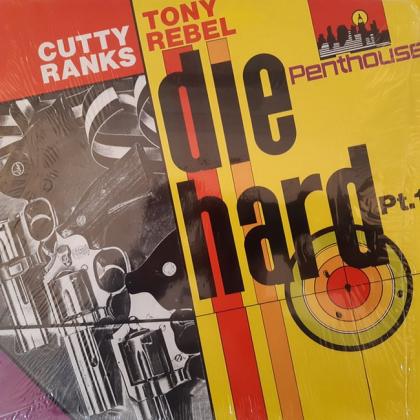 CUTTY
RANKS
TONY
REBEL
die
hard
Pt.1
Penthouse